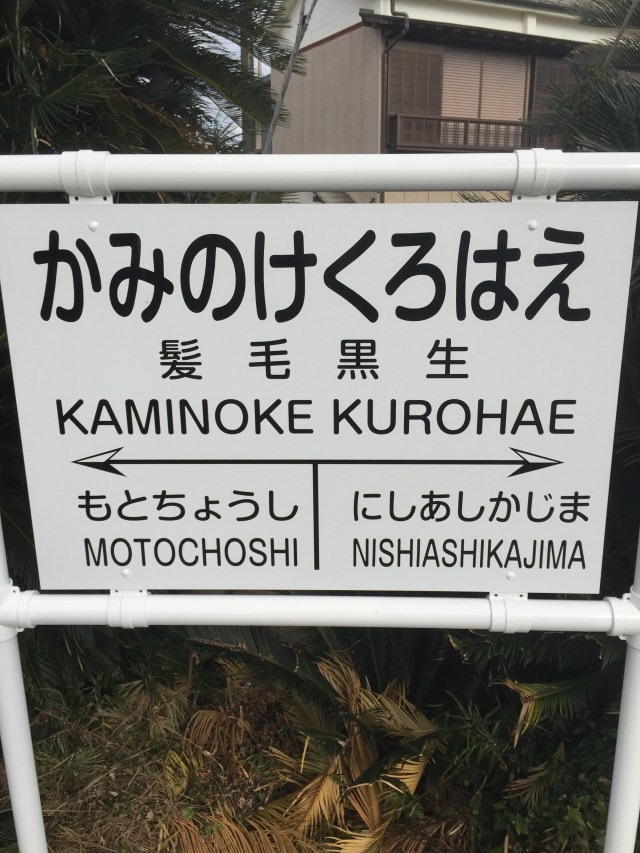 かみのけくろはえ
髪毛黒生
KAMINOKE KUROHAE
もとちょうし にしあしかじま
MOTOCHOSHI NISHIASHIKAJIMA